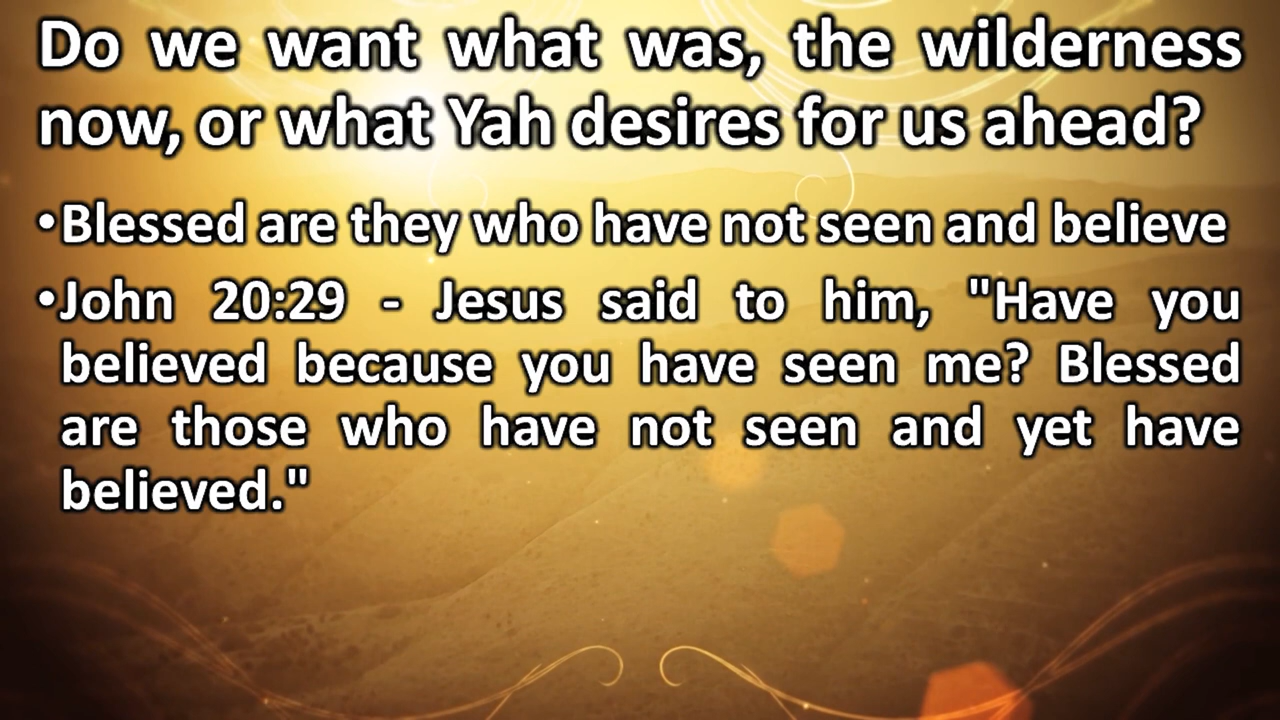 Do we want what was, the wilderness
now, or what Yah desires for us ahead?
•Blessed are they who have not seen and believe
•John 20:29 - Jesus said to him, "Have you
believed because you have seen me? Blessed
are those who have not seen and yet have
believed."